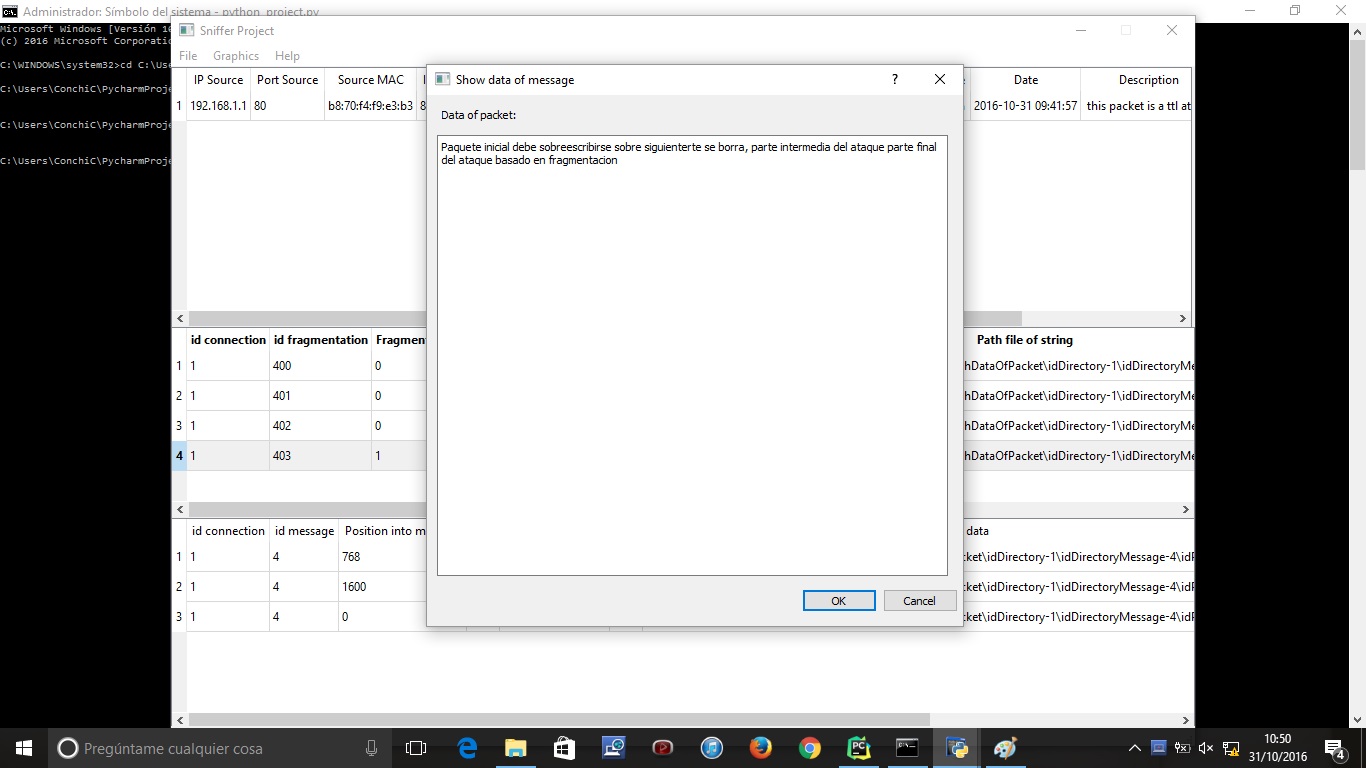 Administrador: Símbolo del sistema - python project.py
Microsoft Windows [Versión 10
(c) 2016 Microsoft Corporatio
C:\WINDOWS\system32>cd C:\Use
C:\Users\ConchiC\PycharmProje
C:\Users\ConchiC\PycharmProje
C:\Users\ConchiC\PycharmProje
Sniffer Project
File Graphics Help
IP Source Port Source Source MAC Date Description
1 192.168.1.1 80 b8:70:f4:f9:e3:b3 8 2016-10-31 09:41:57 this packet is a ttl at
Show data of message
?
Data of packet:
Paquete inicial debe sobreescribirse sobre siguienterte se borra, parte intermedia del ataque parte final
del ataque basado en fragmentacion
OK Cancel
id connection id fragmentation Fragmen Path file of string
1 1 400 0 hDataOfPacket\idDirectory-1\idDirectoryMe
2 1 401 0 hDataOfPacket\idDirectory-1\idDirectoryMe
3 1 402 0 hDataOfPacket\idDirectory-1\idDirectoryMe
4 1 403 1 hDataOfPacket\idDirectory-1\idDirectoryMe
id connection id message Position into m data
1 1 4 768 ket\idDirectory-1\idDirectoryMessage-4\idP
2 1 4 1600 ket\idDirectory-1\idDirectoryMessage-4\idP
3 1 4 0 ket\idDirectory-1\idDirectoryMessage-4\idP
Pregúntame cualquier cosa
PC
10:50
31/10/2016
4